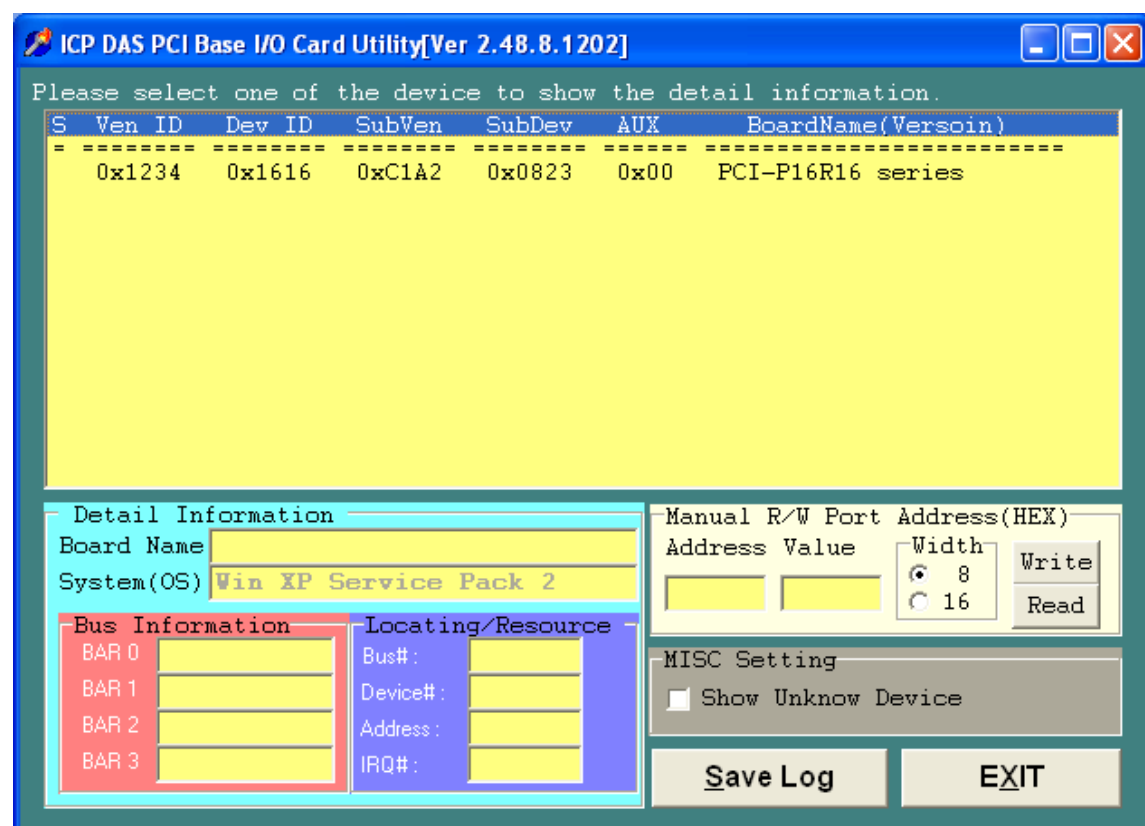 ICP DAS PCI Base I/O Card Utility[Ver 2.48.8.1202]
Please select one of the device to show the detail information.
S Ven ID Dev ID SubVen SubDev AUX BoardName(Versoin)
= ======== ======== ======== ======== ====== =========================
0x1234 0x1616 0xC1A2 0x0823 0x00 PCI-P16R16 series
Detail Information
Board Name
System(OS) Win XP Service Pack 2
Bus Information
BAR 0
BAR 1
BAR 2
BAR 3
Locating/Resource
Bus# :
Device# :
Address :
IRQ# :
Manual R/W Port Address(HEX)
Address Value
Width
8
16
Write
Read
MISC Setting
Show Unknow Device
Save Log
EXIT